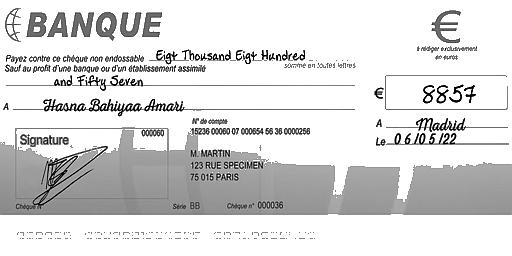 BANQUE
€
à rédiger exclusivement
en euros
Payez contre ce chèque non endossable Eigt Thousand Eigt Hundred
Sauf au profit d'une banque ou d'un établissement assimilé
somme en toutes lettres
and Fifty Seven
€ 8857
A Hasna Bahiyaa Amari
A Madrid
Le 06/05/22
N° de compte
000060
15236 00060 07 000654 56 36 0000256
Signature
M. MARTIN
123 RUE SPECIMEN
75 015 PARIS
Chèque N°
Série BB
Chèque n° 000036